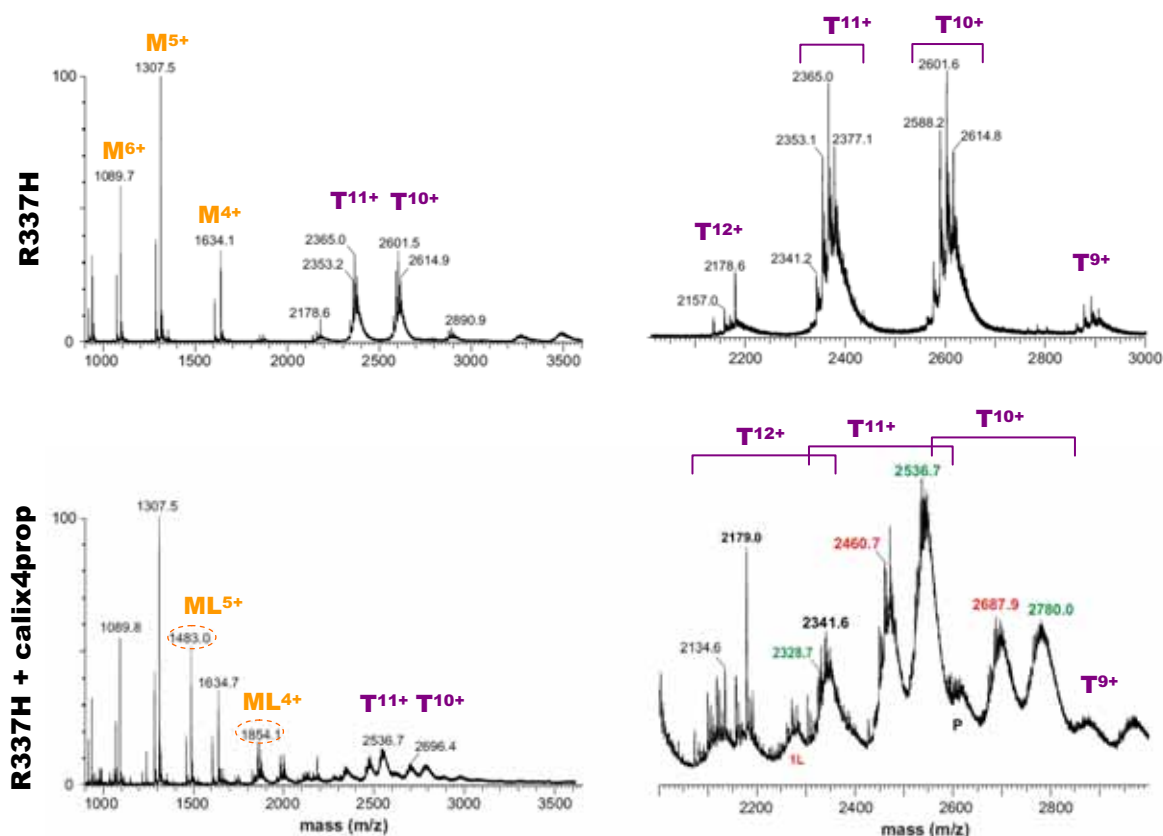 R337H
M5+
1307.5
100
M6+
1089.7
M4+
1634.1
T11+ T10+
2365.0
2601.5
2353.2
2614.9
2178.6
2890.9
0
1000 1500 2000 2500 3000 3500
T11+ T10+
2365.0
2601.6
2588.2
2353.1
2377.1
2614.8
T12+
2341.2
2178.6
2157.0
T9+
2200 2400 2600 2800 3000
R337H + calix4prop
1307.5
100
ML5+
1089.8
1483.0
1634.7
ML4+
1854.1
T11+ T10+
2536.7
2696.4
0
1000 1500 2000 2500 3000 3500
mass (m/z)
T12+ T11+ T10+
2536.7
2179.0
2460.7
2341.6
2687.9
2780.0
2134.6
2328.7
T9+
P
1L
2200 2400 2600 2800
mass (m/z)